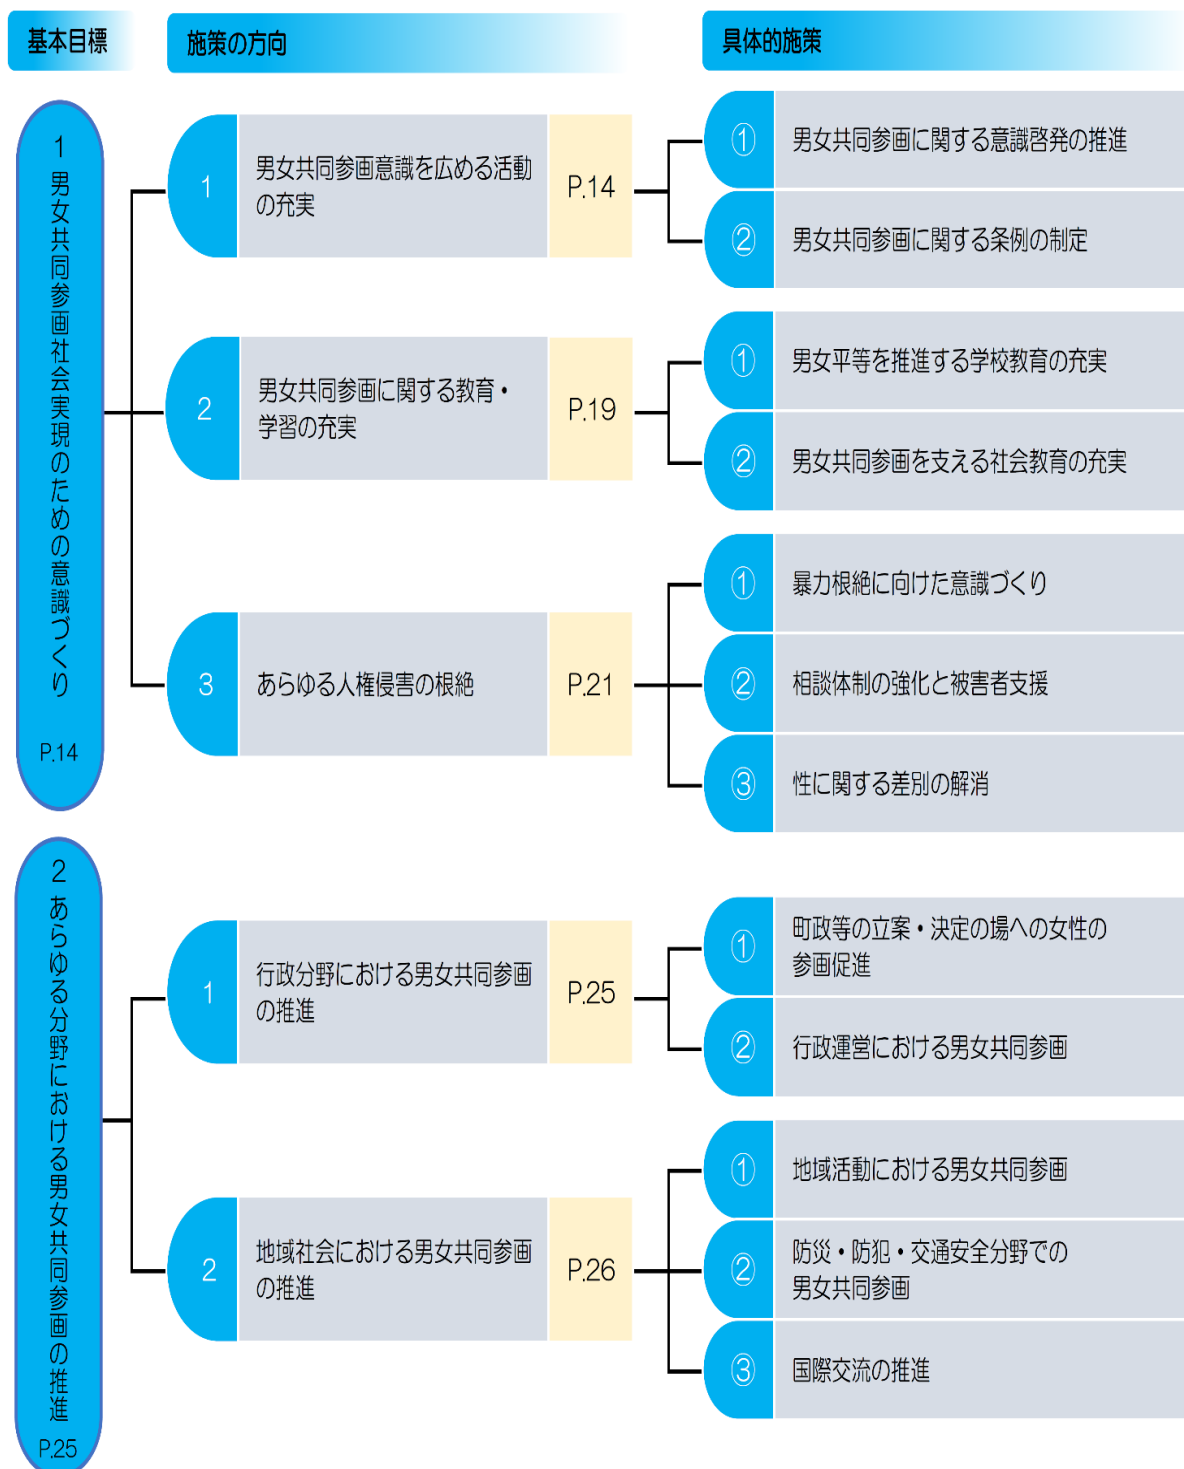 基本目標
施策の方向
具体的施策
1 男女共同参画社会実現のための意識づくり
P.14
1
男女共同参画意識を広める活動
の充実
P.14
①
男女共同参画に関する意識啓発の推進
②
男女共同参画に関する条例の制定
2
男女共同参画に関する教育・
学習の充実
P.19
①
男女平等を推進する学校教育の充実
②
男女共同参画を支える社会教育の充実
3
あらゆる人権侵害の根絶
P.21
①
暴力根絶に向けた意識づくり
②
相談体制の強化と被害者支援
③
性に関する差別の解消
2 あらゆる分野における男女共同参画の推進
P.25
1
行政分野における男女共同参画
の推進
P.25
①
町政等の立案・決定の場への女性の
参画促進
②
行政運営における男女共同参画
2
地域社会における男女共同参画
の推進
P.26
①
地域活動における男女共同参画
②
防災・防犯・交通安全分野での
男女共同参画
③
国際交流の推進